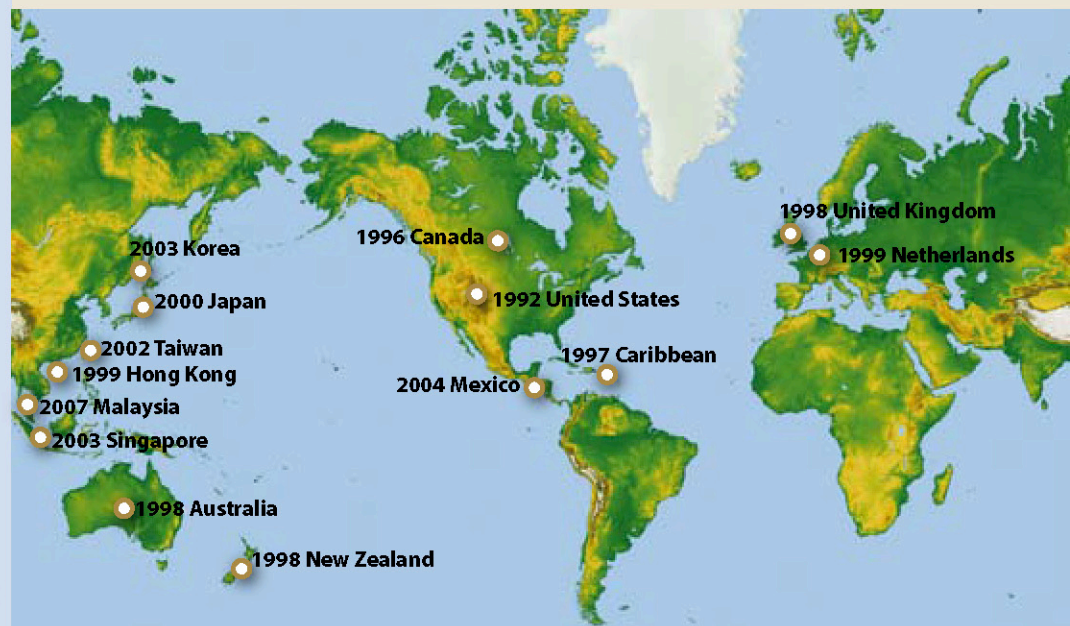 1998 United Kingdom
1996 Canada
2003 Korea
1999 Netherlands
2000 Japan
1992 United States
2002 Taiwan
1997 Caribbean
1999 Hong Kong
2004 Mexico
2007 Malaysia
2003 Singapore
1998 Australia
1998 New Zealand